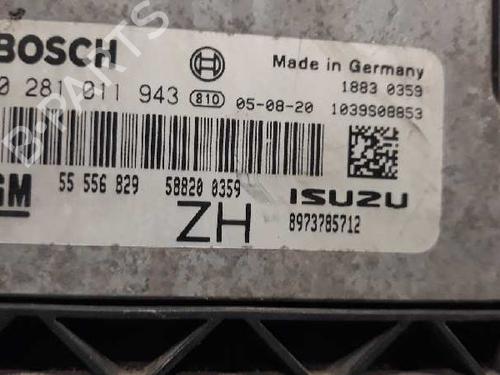 BOSCH
Made in Germany
0 281 011 943 810 05-08-20
1883 0359
1039S08853
GM 55 556 829 58820 0359 ISUZU
ZH 8973785712
B-PARTS